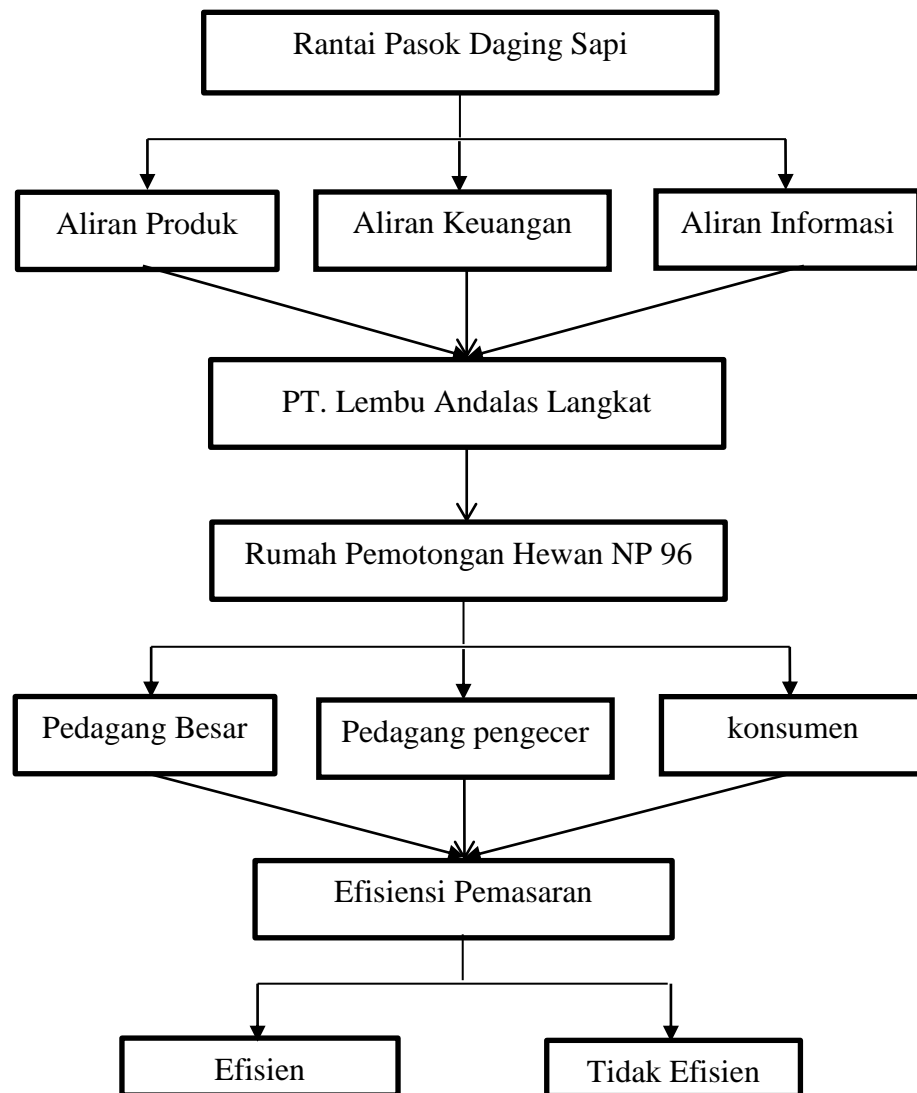 Rantai Pasok Daging Sapi
Aliran Produk
Aliran Keuangan
Aliran Informasi
PT. Lembu Andalas Langkat
Rumah Pemotongan Hewan NP 96
Pedagang Besar
Pedagang pengecer
konsumen
Efisiensi Pemasaran
Efisien
Tidak Efisien